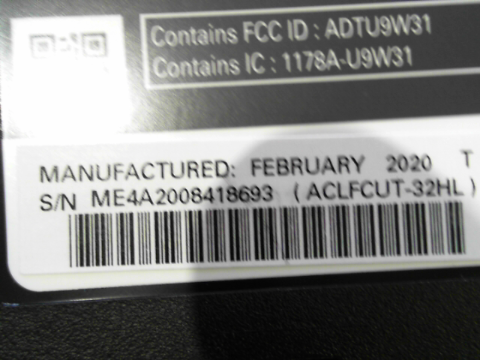 Contains FCC ID : ADTU9W31
Contains IC : 1178A-U9W31
MANUFACTURED: FEBRUARY 2020 T
S/N ME4A2008418693 (ACLFCUT-32HL)